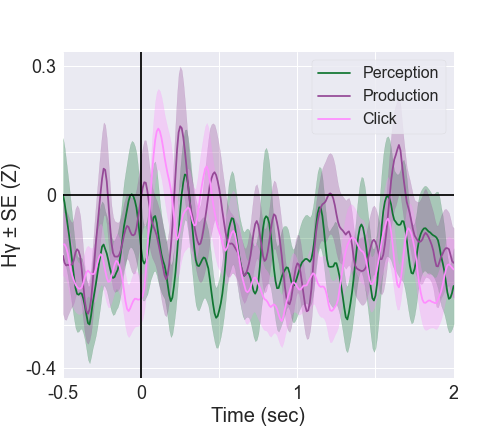 0.3
0
-0.4
Hγ ± SE (Z)
Perception
Production
Click
-0.5
0
1
2
Time (sec)